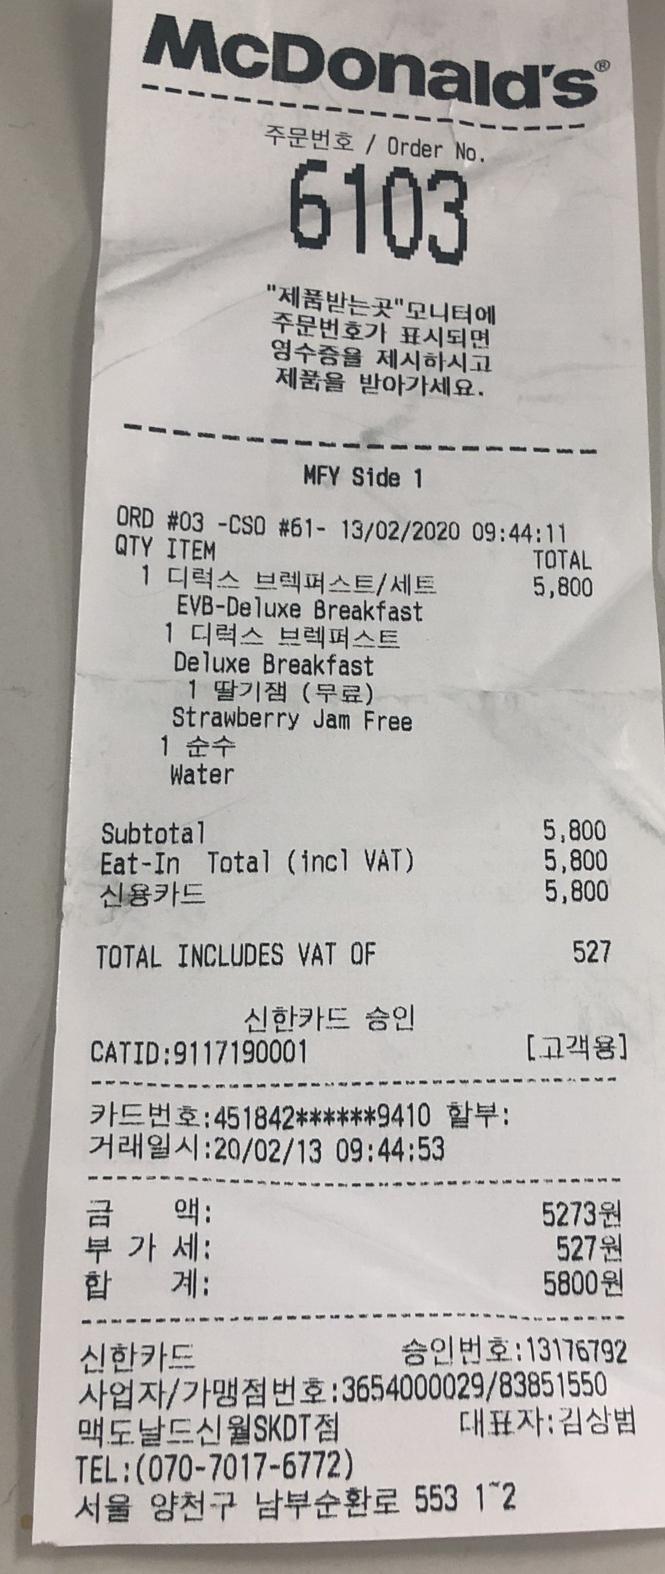 McDonald's®
주문번호 / Order No.
6103
"제품받는곳"모니터에
주문번호가 표시되면
영수증을 제시하시고
제품을 받아가세요.
MFY Side 1
ORD #03 -CSO #61- 13/02/2020 09:44:11
QTY ITEM TOTAL
1 디럭스 브렉퍼스트/세트 5,800
EVB-Deluxe Breakfast
1 디럭스 브렉퍼스트
Deluxe Breakfast
1 딸기잼 (무료)
Strawberry Jam Free
1 순수
Water
Subtotal 5,800
Eat-In Total (incl VAT) 5,800
신용카드 5,800
TOTAL INCLUDES VAT OF 527
신한카드 승인
CATID:9117190001 [고객용]
카드번호:451842******9410 할부:
거래일시:20/02/13 09:44:53
금 액: 5273원
부 가 세: 527원
합 계: 5800원
신한카드 승인번호:13176792
사업자/가맹점번호:3654000029/83851550
맥도날드신월SKDT점 대표자:김상범
TEL:(070-7017-6772)
서울 양천구 남부순환로 553 1~2